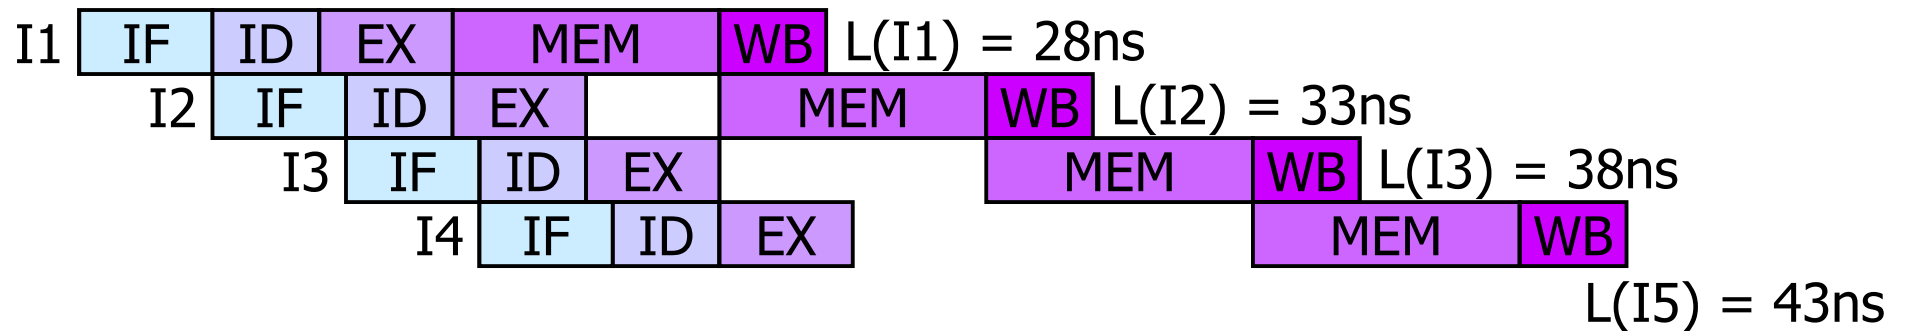 I1 IF ID EX MEM WB L(I1) = 28ns
I2 IF ID EX MEM WB L(I2) = 33ns
I3 IF ID EX MEM WB L(I3) = 38ns
I4 IF ID EX MEM WB
L(I5) = 43ns